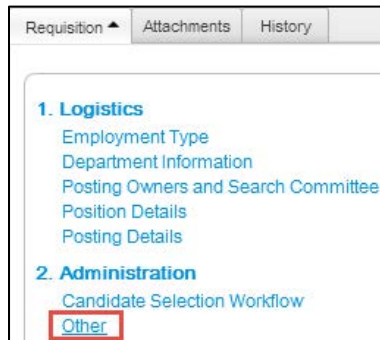 Requisition Attachments History
1. Logistics
Employment Type
Department Information
Posting Owners and Search Committee
Position Details
Posting Details
2. Administration
Candidate Selection Workflow
Other